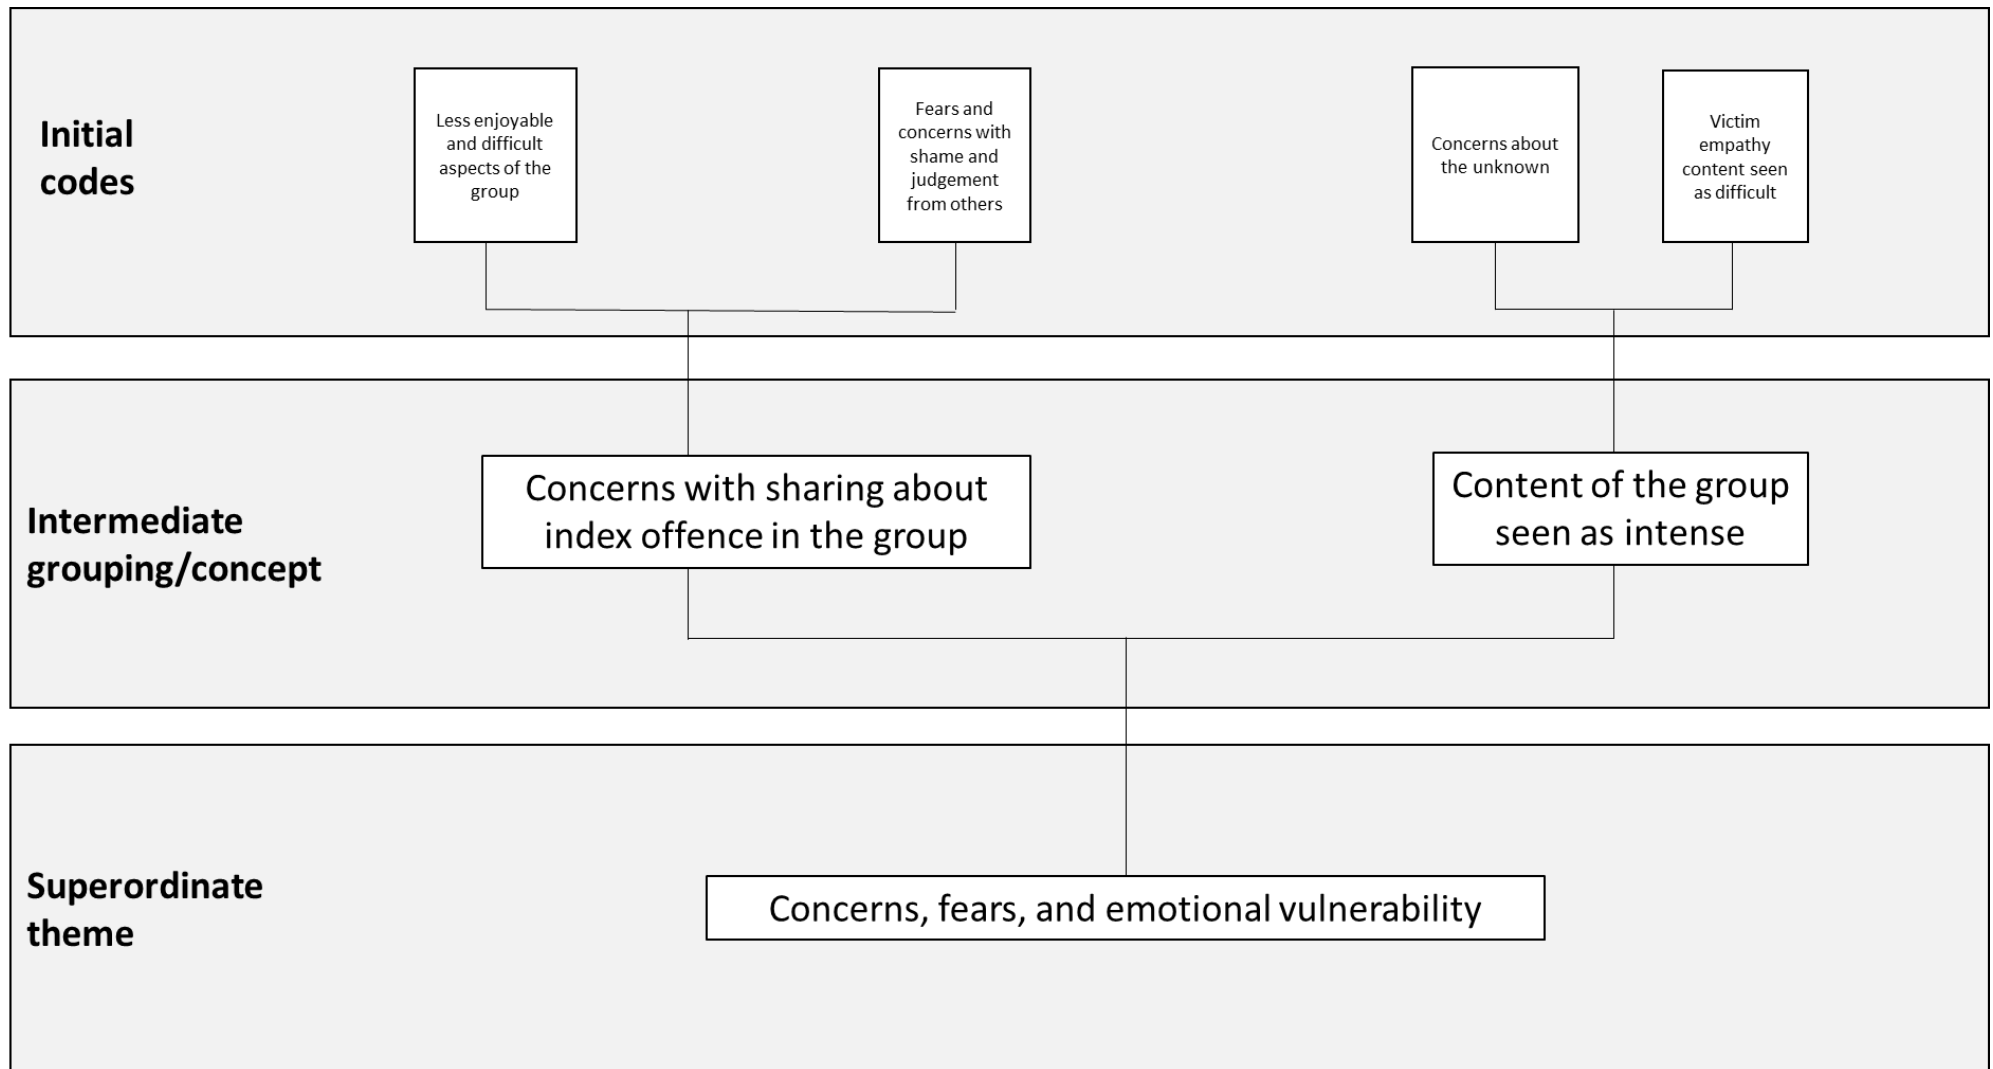 Initial
codes
Less enjoyable
and difficult
aspects of the
group
Fears and
concerns with
shame and
judgement
from others
Concerns about
the unknown
Victim
empathy
content seen
as difficult
Intermediate
grouping/concept
Concerns with sharing about
index offence in the group
Content of the group
seen as intense
Superordinate
theme
Concerns, fears, and emotional vulnerability